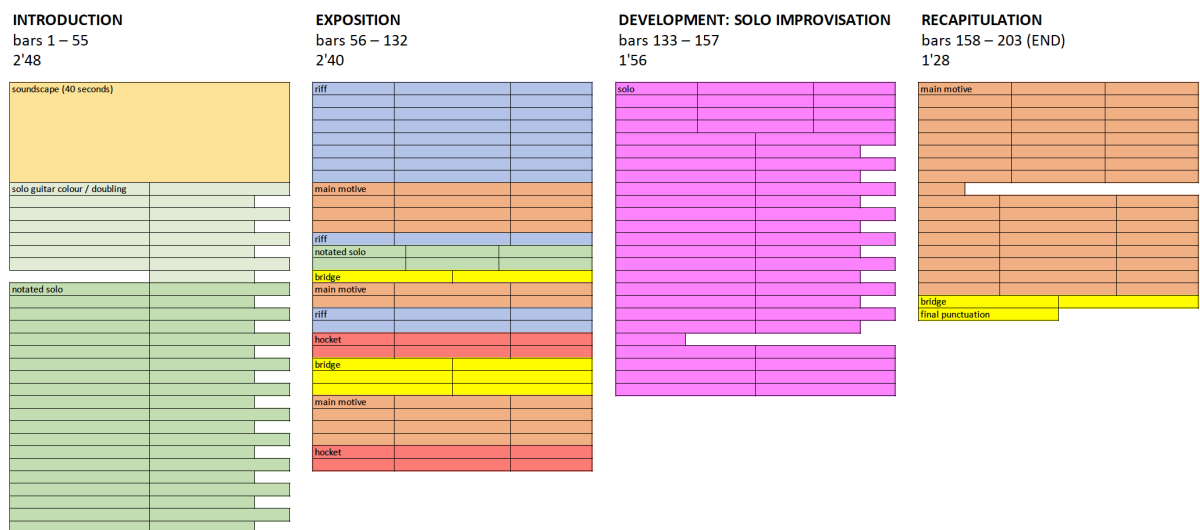 INTRODUCTION
bars 1 – 55
2'48
soundscape (40 seconds)
solo guitar colour / doubling
notated solo
EXPOSITION
bars 56 – 132
2'40
riff
main motive
riff
notated solo
bridge
main motive
riff
hocket
bridge
main motive
hocket
DEVELOPMENT: SOLO IMPROVISATION
bars 133 – 157
1'56
solo
RECAPITULATION
bars 158 – 203 (END)
1'28
main motive
bridge
final punctuation